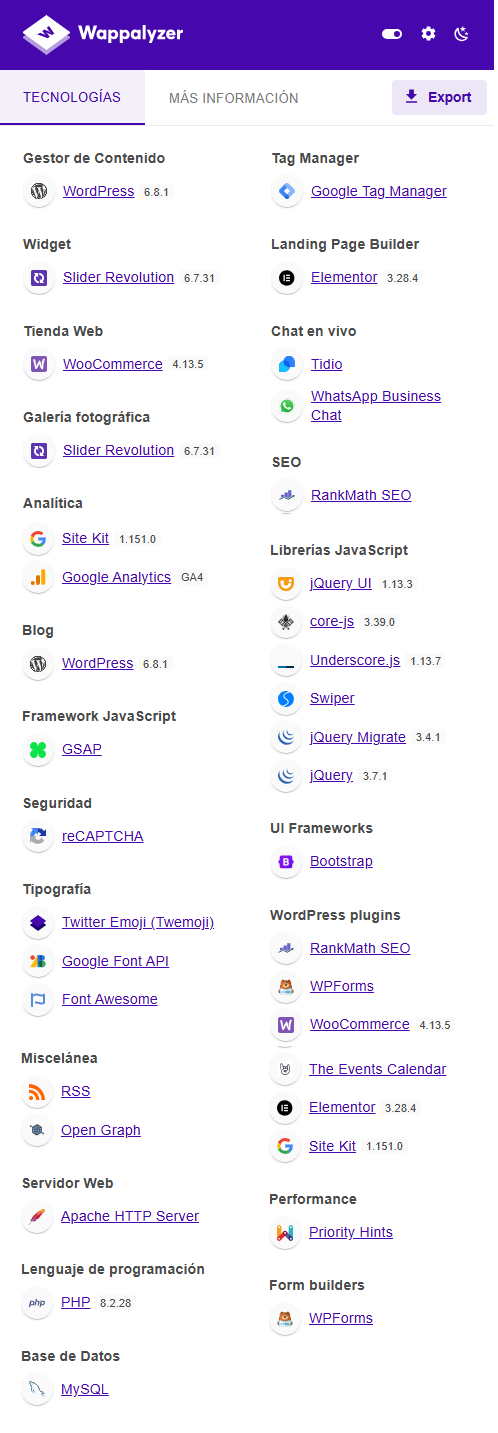 Wappalyzer
TECNOLOGÍAS
MÁS INFORMACIÓN
Export
Gestor de Contenido
WordPress 6.8.1
Widget
Slider Revolution 6.7.31
Tienda Web
WooCommerce 4.13.5
Galería fotográfica
Slider Revolution 6.7.31
Analítica
Site Kit 1.151.0
Google Analytics GA4
Blog
WordPress 6.8.1
Framework JavaScript
GSAP
Seguridad
reCAPTCHA
Tipografía
Twitter Emoji (Twemoji)
Google Font API
Font Awesome
Miscelánea
RSS
Open Graph
Servidor Web
Apache HTTP Server
Lenguaje de programación
php PHP 8.2.28
Base de Datos
MySQL
Tag Manager
Google Tag Manager
Landing Page Builder
Elementor 3.28.4
Chat en vivo
Tidio
WhatsApp Business
Chat
SEO
RankMath SEO
Librerías JavaScript
jQuery UI 1.13.3
core-js 3.39.0
Underscore.js 1.13.7
Swiper
jQuery Migrate 3.4.1
jQuery 3.7.1
UI Frameworks
Bootstrap
WordPress plugins
RankMath SEO
WPForms
WooCommerce 4.13.5
The Events Calendar
Elementor 3.28.4
Site Kit 1.151.0
Performance
Priority Hints
Form builders
WPForms